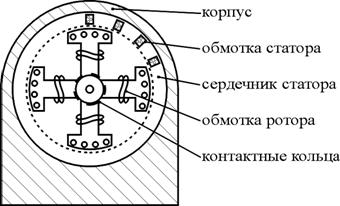 корпус
обмотка статора
сердечник статора
обмотка ротора
контактные кольца